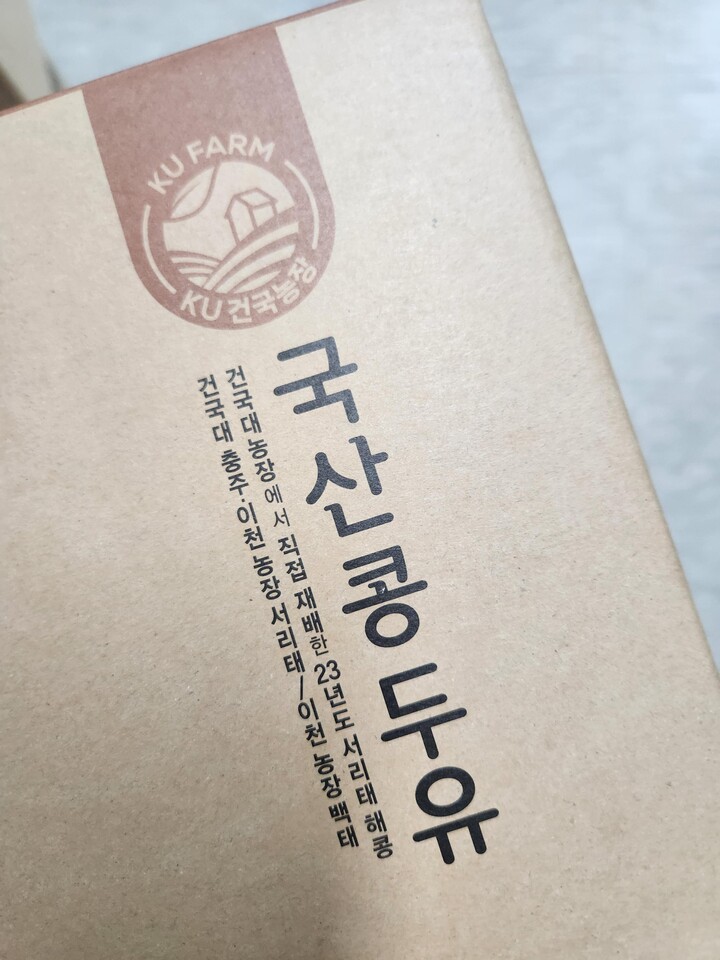 KU FARM
KU 건국농장
국산콩두유
건국대 농장에서 직접 재배한 23년도 서리태 해콩
건국대 충주·이천농장 서리태/이천 농장 백태